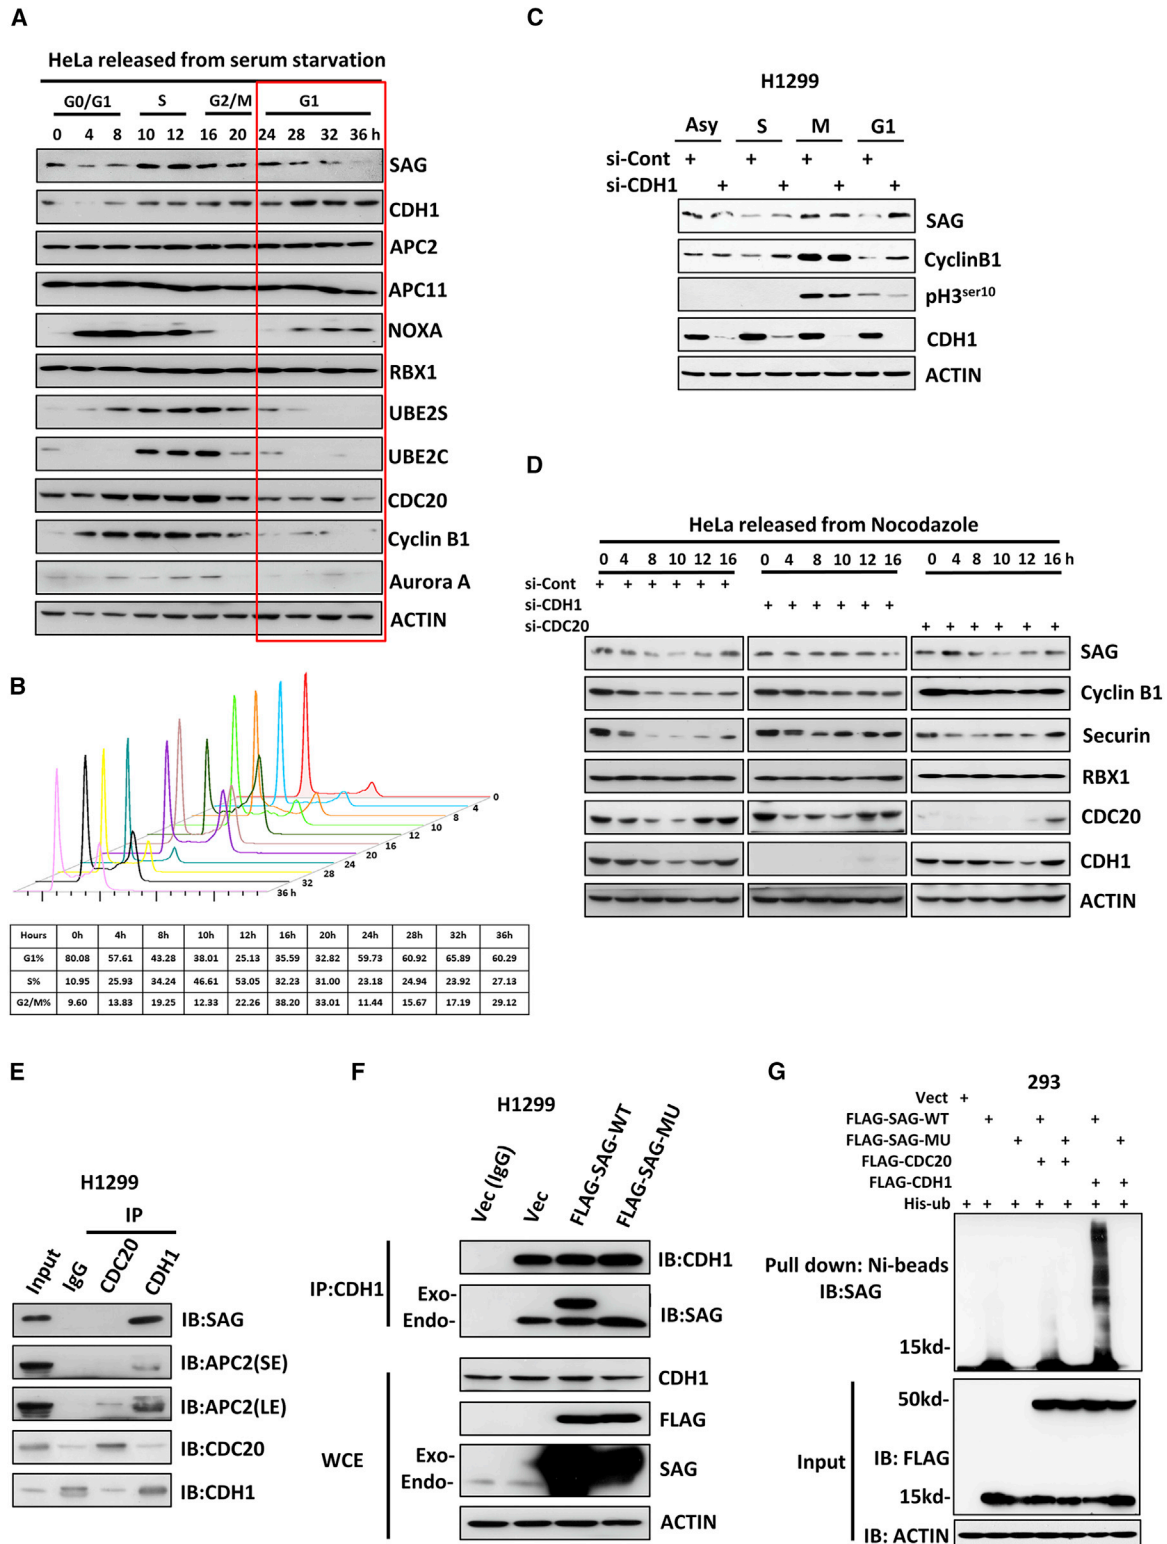 A
HeLa released from serum starvation
G0/G1 S G2/M G1
0 4 8 10 12 16 20 24 28 32 36 h
SAG
CDH1
APC2
APC11
NOXA
RBX1
UBE2S
UBE2C
CDC20
Cyclin B1
Aurora A
ACTIN
B
0
4
8
10
12
16
20
24
28
32
36 h
Hours 0h 4h 8h 10h 12h 16h 20h 24h 28h 32h 36h
G1% 80.08 57.61 43.28 38.01 25.13 35.59 32.82 59.73 60.92 65.89 60.29
S% 10.95 25.93 34.24 46.61 53.05 32.23 31.00 23.18 24.94 23.92 27.13
G2/M% 9.60 13.83 19.25 12.33 22.26 38.20 33.01 11.44 15.67 17.19 29.12
C
H1299
Asy S M G1
si-Cont + + + +
si-CDH1 + + + +
SAG
CyclinB1
pH3ser10
CDH1
ACTIN
D
HeLa released from Nocodazole
0 4 8 10 12 16 0 4 8 10 12 16 0 4 8 10 12 16 h
si-Cont + + + + + +
si-CDH1 + + + + + +
si-CDC20 + + + + + +
SAG
Cyclin B1
Securin
RBX1
CDC20
CDH1
ACTIN
E
H1299
IP
Input IgG CDC20 CDH1
IB:SAG
IB:APC2(SE)
IB:APC2(LE)
IB:CDC20
IB:CDH1
F
H1299
Vec (IgG) Vec FLAG-SAG-WT FLAG-SAG-MU
IP:CDH1
IB:CDH1
Exo-
Endo-
IB:SAG
WCE
CDH1
FLAG
Exo-
Endo-
SAG
ACTIN
G
293
Vect +
FLAG-SAG-WT + + +
FLAG-SAG-MU + + +
FLAG-CDC20 + +
FLAG-CDH1 + +
His-ub + + + + + + +
Pull down: Ni-beads
IB:SAG
15kd-
50kd-
Input
IB: FLAG
15kd-
IB: ACTIN